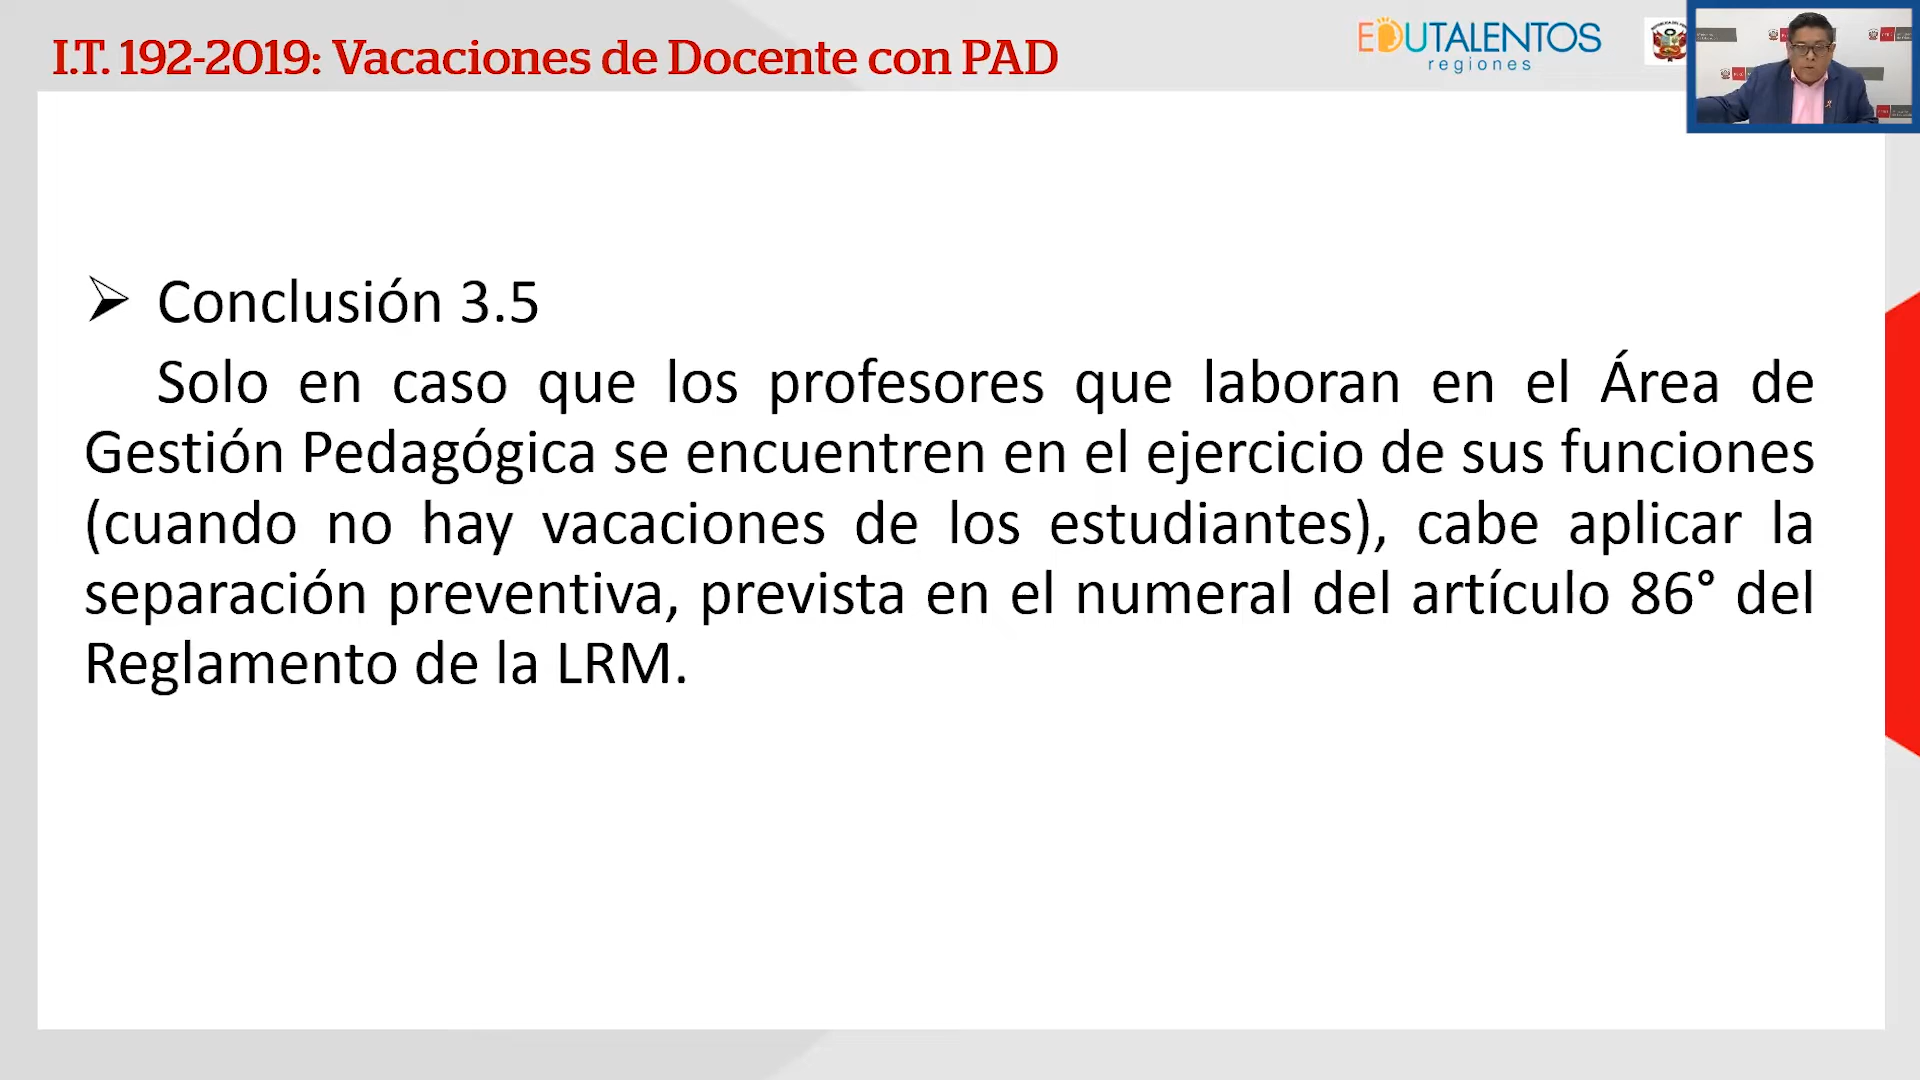 I.T. 192-2019: Vacaciones de Docente con PAD
EDUTALENTOS
regiones
Conclusión 3.5
Solo en caso que los profesores que laboran en el Área de
Gestión Pedagógica se encuentren en el ejercicio de sus funciones
(cuando no hay vacaciones de los estudiantes), cabe aplicar la
separación preventiva, prevista en el numeral del artículo 86° del
Reglamento de la LRM.